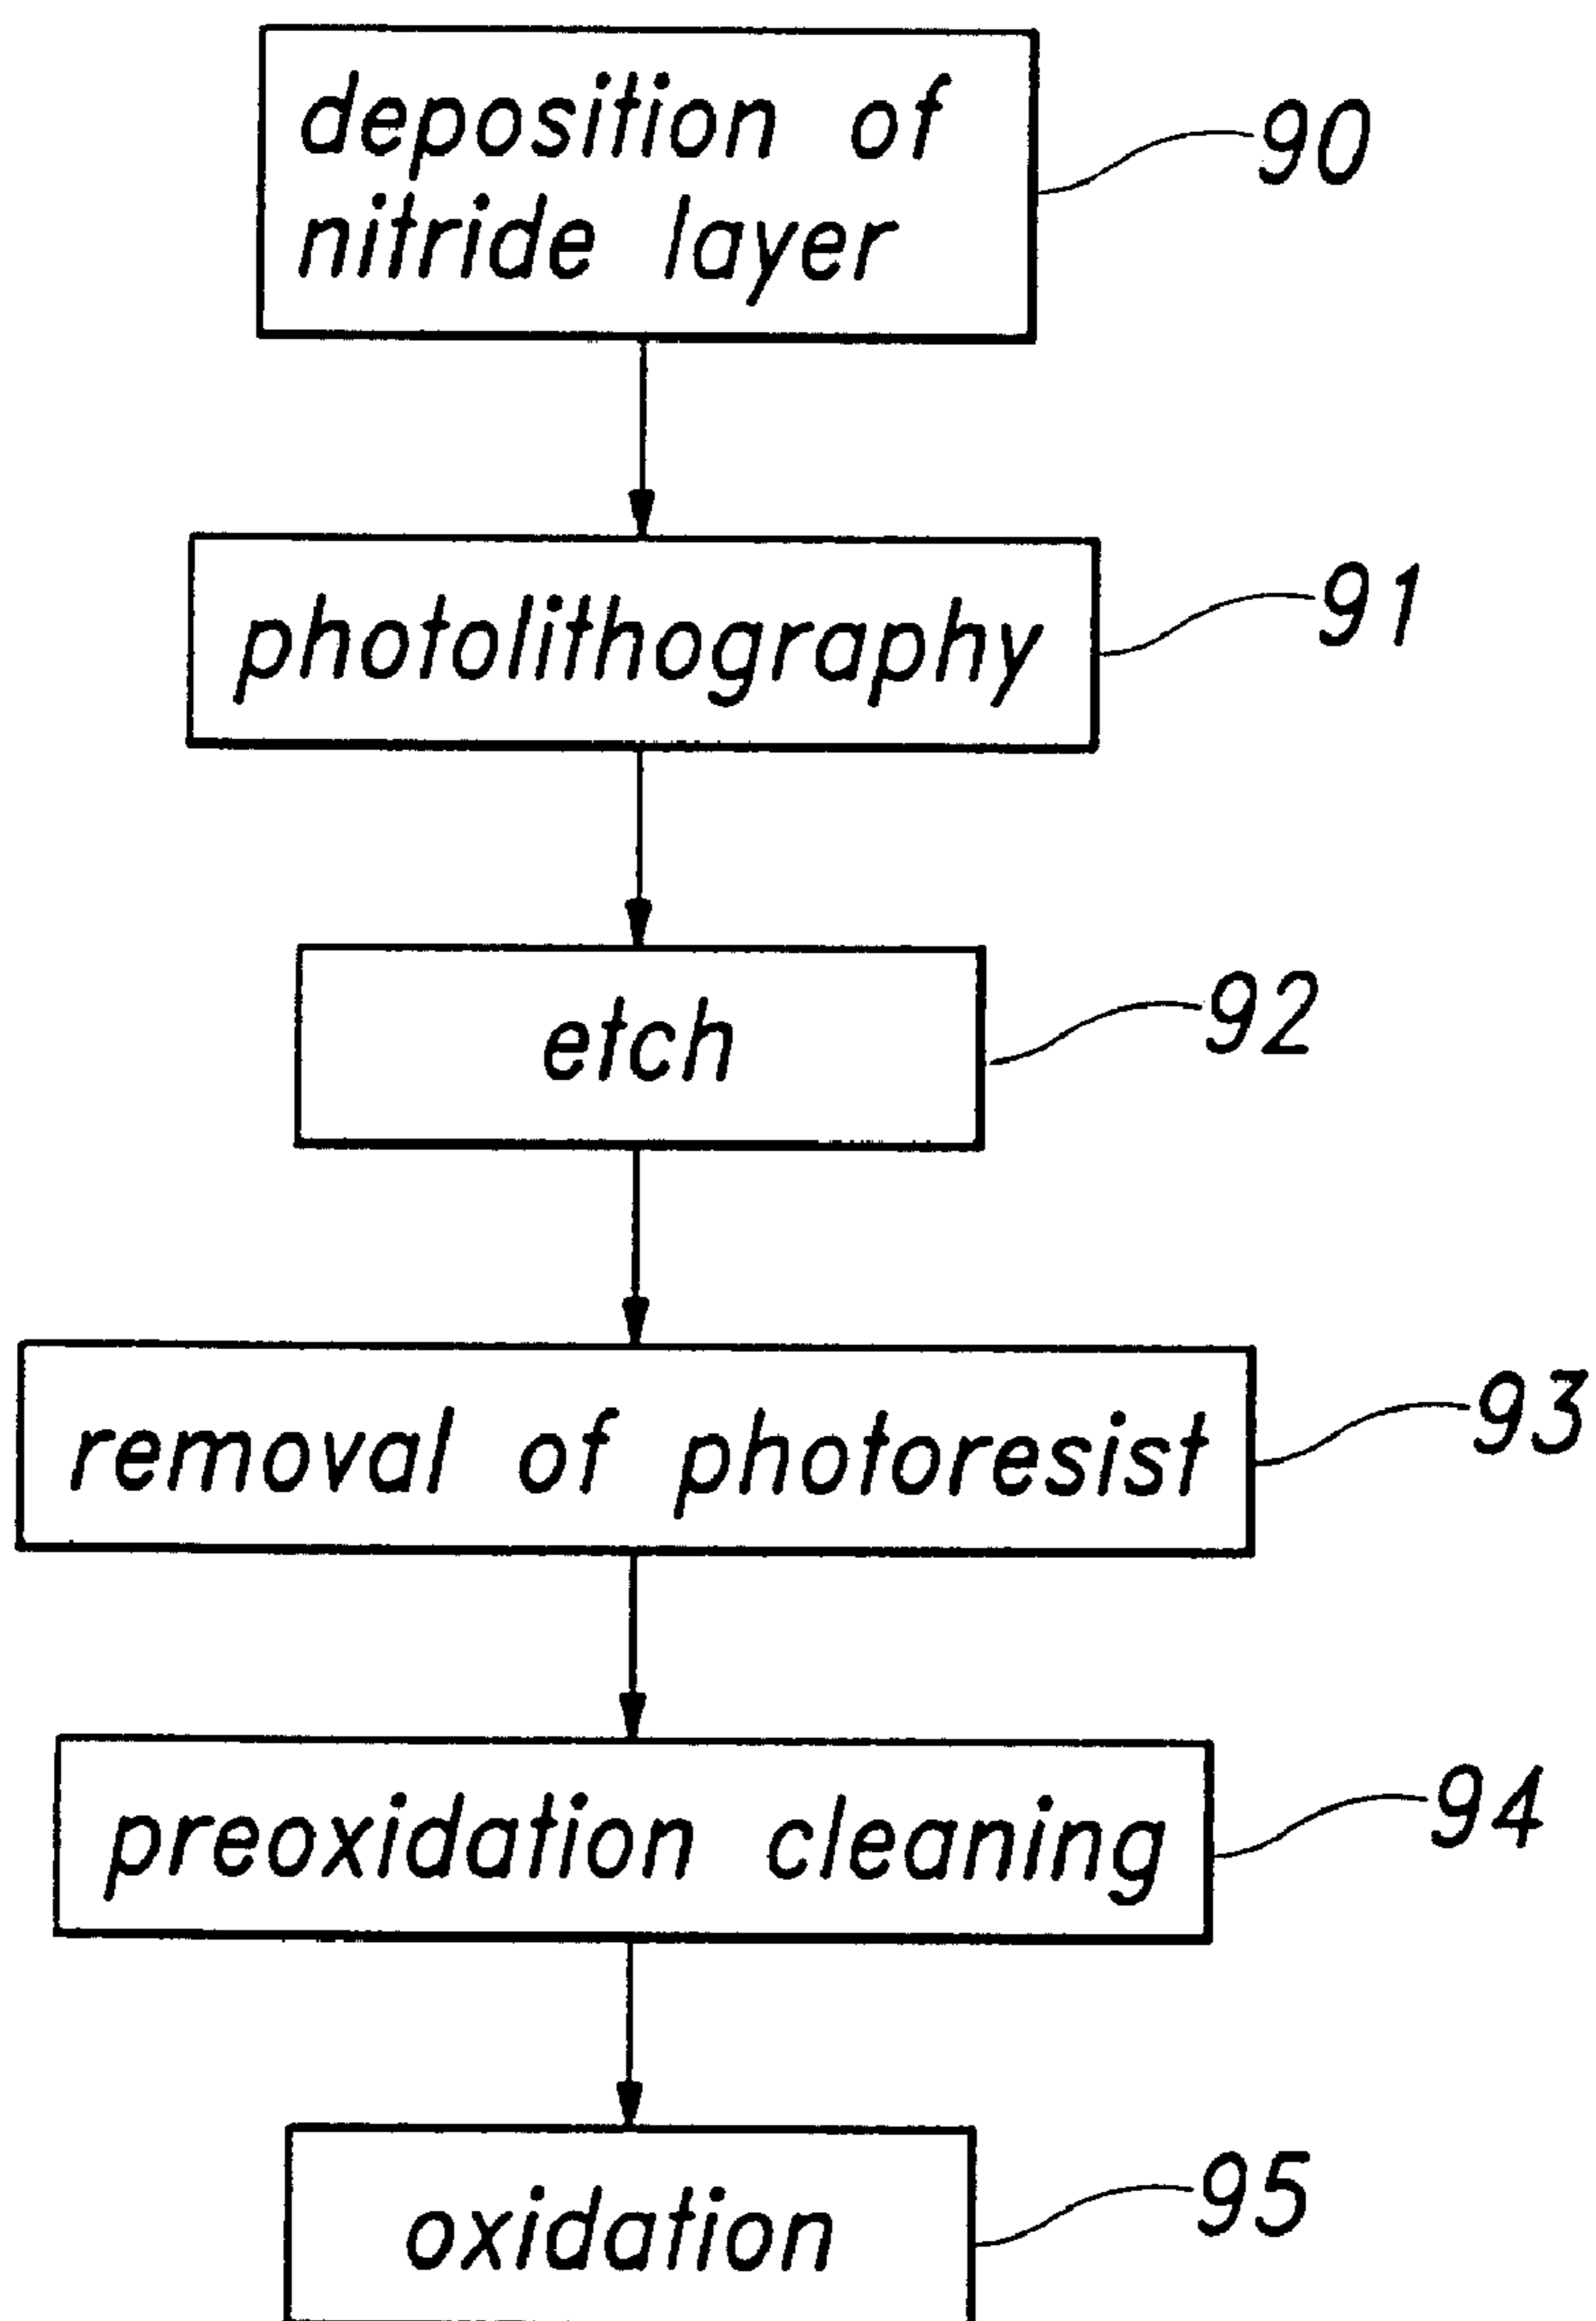 deposition of
nitride layer
90
photolithography
91
etch
92
removal of photoresist
93
preoxidation cleaning
94
oxidation
95